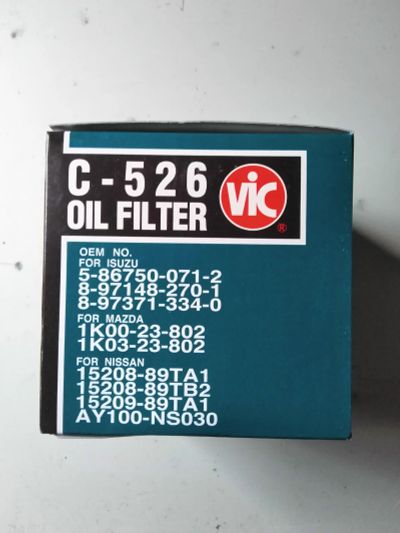 C-526
OIL FILTER
VIC
®
OEM NO.
FOR ISUZU
5-86750-071-2
8-97148-270-1
8-97371-334-0
FOR MAZDA
1K00-23-802
1K03-23-802
FOR NISSAN
15208-89TA1
15208-89TB2
15209-89TA1
AY100-NS030